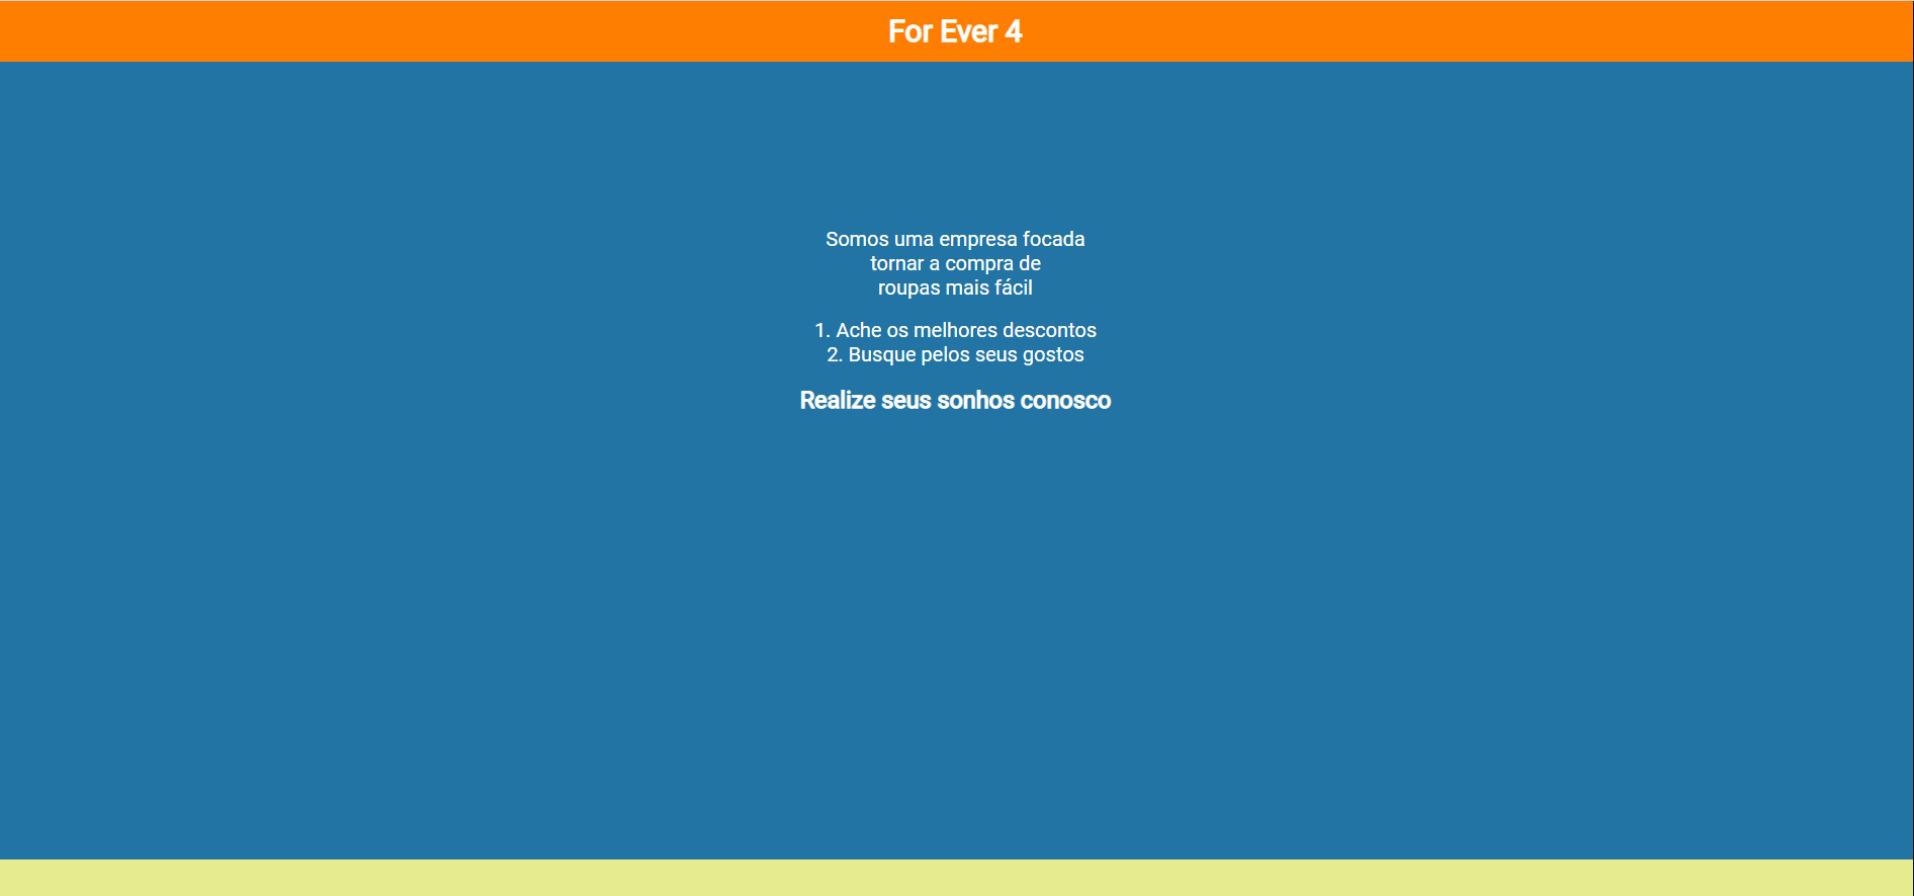 For Ever 4
Somos uma empresa focada
tornar a compra de
roupas mais fácil
1. Ache os melhores descontos
2. Busque pelos seus gostos
Realize seus sonhos conosco